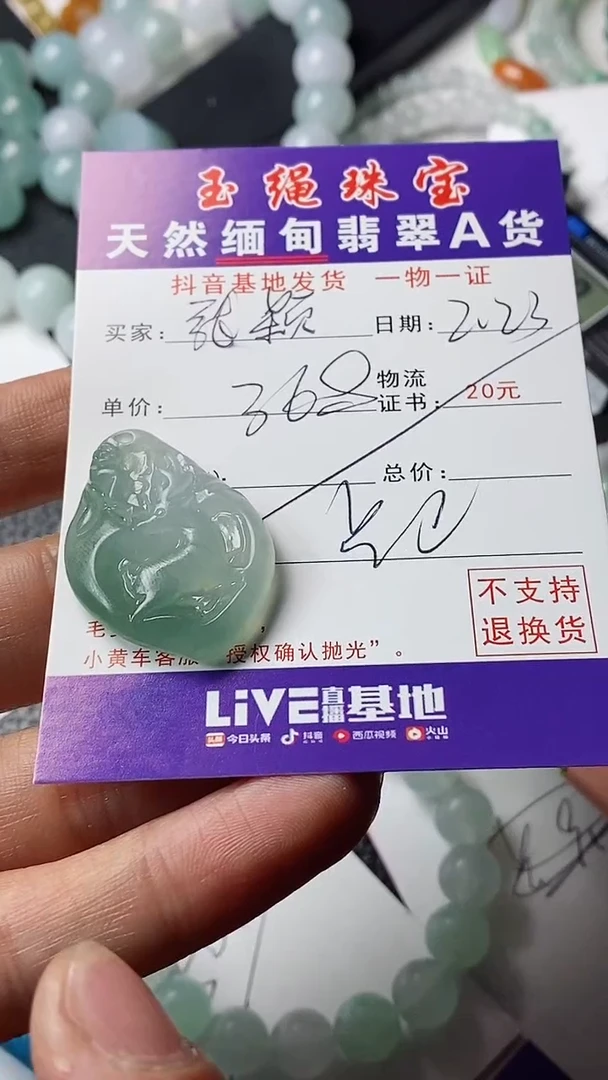 玉绳珠宝
天然缅甸翡翠A货
抖音基地发货 一物一证
买家: 日期: 2023
单价: 368 物流
证书: 20元
总价:
不支持
退换货
小黄车客服“授权确认抛光”。
LiVE直播基地
头条 今日头条 抖音 西瓜视频 火山